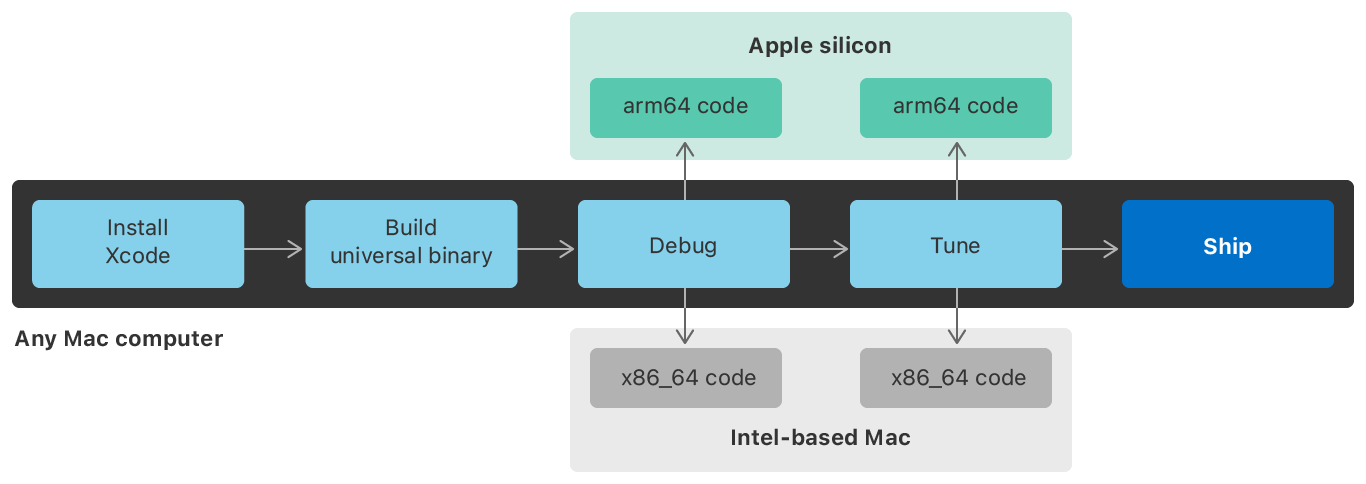 Apple silicon
arm64 code
arm64 code
Install
Xcode
Build
universal binary
Debug
Tune
Ship
Any Mac computer
x86_64 code
x86_64 code
Intel-based Mac